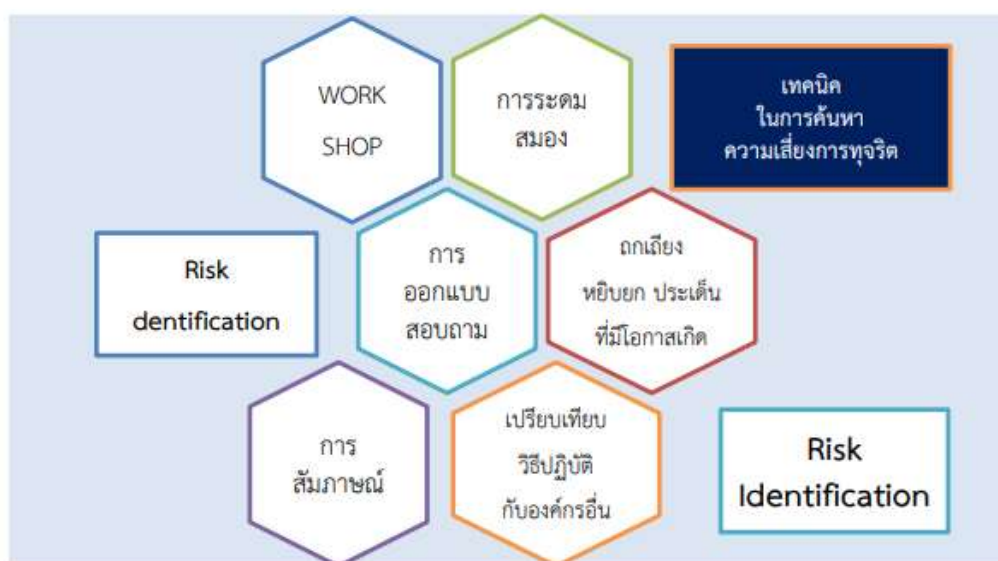 WORK
SHOP
การระดม
สมอง
เทคนิค
ในการค้นหา
ความเสี่ยงการทุจริต
Risk
dentification
การ
ออกแบบ
สอบถาม
ถกเถียง
หยิบยก ประเด็น
ที่มีโอกาสเกิด
การ
สัมภาษณ์
เปรียบเทียบ
วิธีปฏิบัติ
กับองค์กรอื่น
Risk
Identification